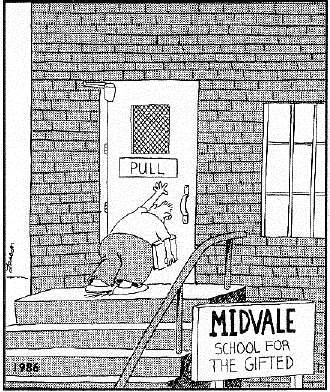 PULL
MIDVALE
SCHOOL FOR
THE GIFTED
1986